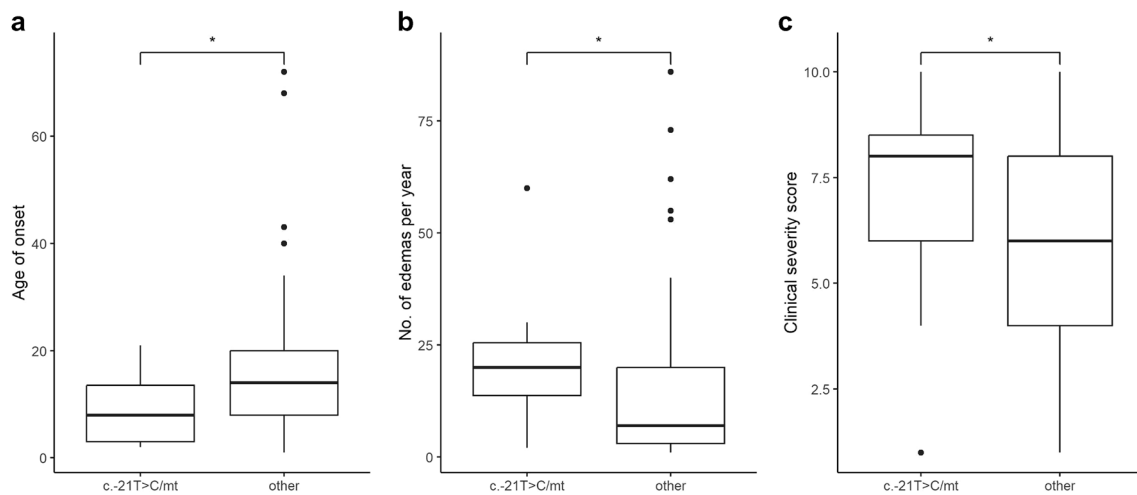 a
*
Age of onset
60
40
20
0
c.-21T>C/mt
other
b
*
No. of edemas per year
75
50
25
0
c.-21T>C/mt
other
c
*
Clinical severity score
10.0
7.5
5.0
2.5
c.-21T>C/mt
other